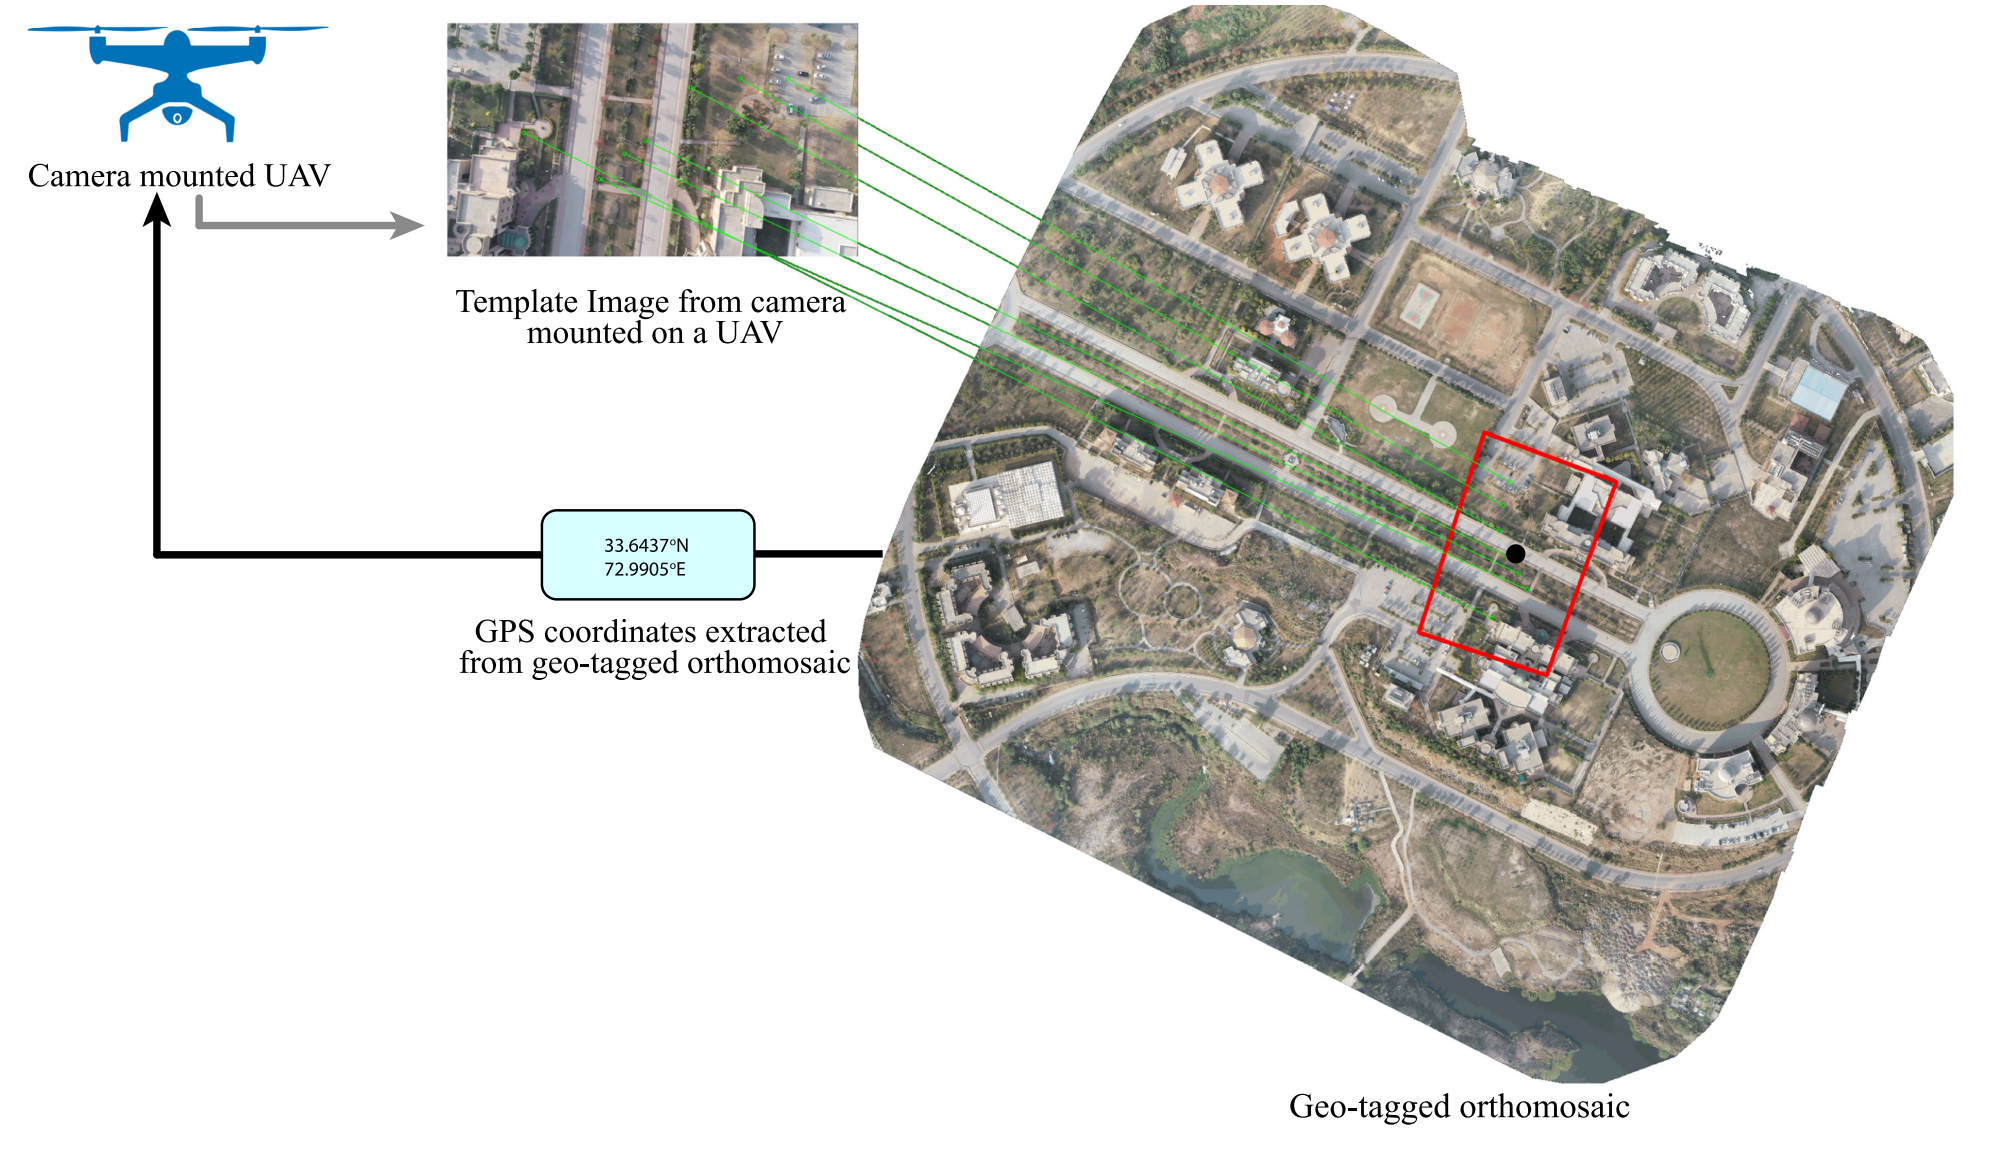 Camera mounted UAV
Template Image from camera
mounted on a UAV
33.6437°N
72.9905°E
GPS coordinates extracted
from geo-tagged orthomosaic
Geo-tagged orthomosaic